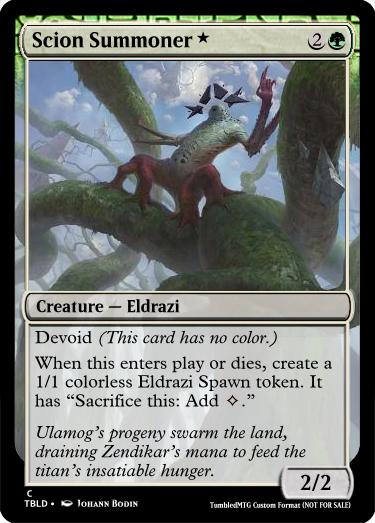 Scion Summoner★ 2
Creature — Eldrazi
Devoid (This card has no color.)
When this enters play or dies, create a
1/1 colorless Eldrazi Spawn token. It
has “Sacrifice this: Add ◇.”
Ulamog's progeny swarm the land,
draining Zendikar's mana to feed the
titan's insatiable hunger.
2/2
C
TBLD • Johann Bodin
TumbledMTG Custom Format (NOT FOR SALE)